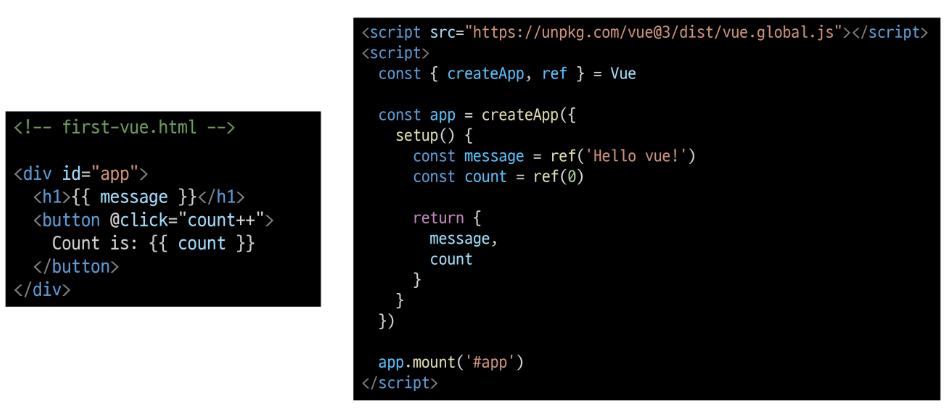 <!-- first-vue.html -->
<div id="app">
<h1>{{ message }}</h1>
<button @click="count++">
Count is: {{ count }}
</button>
</div>
<script src="https://unpkg.com/vue@3/dist/vue.global.js"></script>
<script>
const { createApp, ref } = Vue
const app = createApp({
setup() {
const message = ref('Hello vue!')
const count = ref(0)
return {
message,
count
}
}
})
app.mount('#app')
</script>